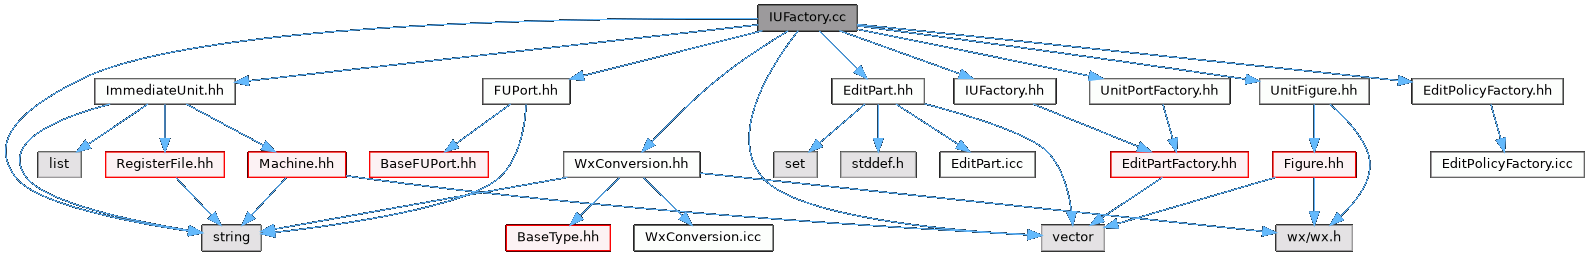 IUFactory.cc
ImmediateUnit.hh
FUPort.hh
EditPart.hh
IUFactory.hh
UnitPortFactory.hh
UnitFigure.hh
EditPolicyFactory.hh
list
RegisterFile.hh
Machine.hh
BaseFUPort.hh
WxConversion.hh
set
stddef.h
EditPart.icc
EditPartFactory.hh
Figure.hh
EditPolicyFactory.icc
string
BaseType.hh
WxConversion.icc
vector
wx/wx.h